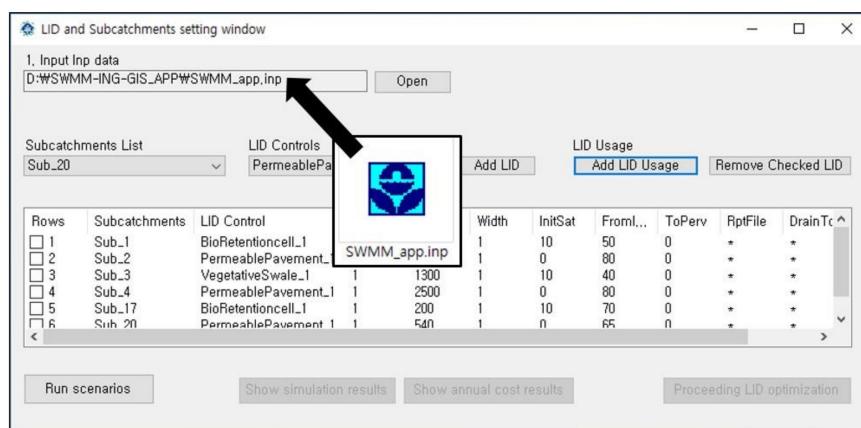 LID and Subcatchments setting window
1. Input Inp data
D:₩SWMM-ING-GIS_APP₩SWMM_app.inp
Open
Subcatchments List LID Controls LID Usage
Sub_20 PermeablePa Add LID Add LID Usage Remove Checked LID
SWMM_app.inp
Rows Subcatchments LID Control Width InitSat FromI... ToPerv RptFile DrainTo
1 Sub_1 BioRetentioncell_1 1 10 50 0 * *
2 Sub_2 PermeablePavement_1 1 0 80 0 * *
3 Sub_3 VegetativeSwale_1 1 1300 1 10 40 0 * *
4 Sub_4 PermeablePavement_1 1 2500 1 0 80 0 * *
5 Sub_17 BioRetentioncell_1 1 200 1 10 70 0 * *
6 Sub_20 PermeablePavement_1 1 540 1 0 65 0 * *
Run scenarios Show simulation results Show annual cost results Proceeding LID optimization